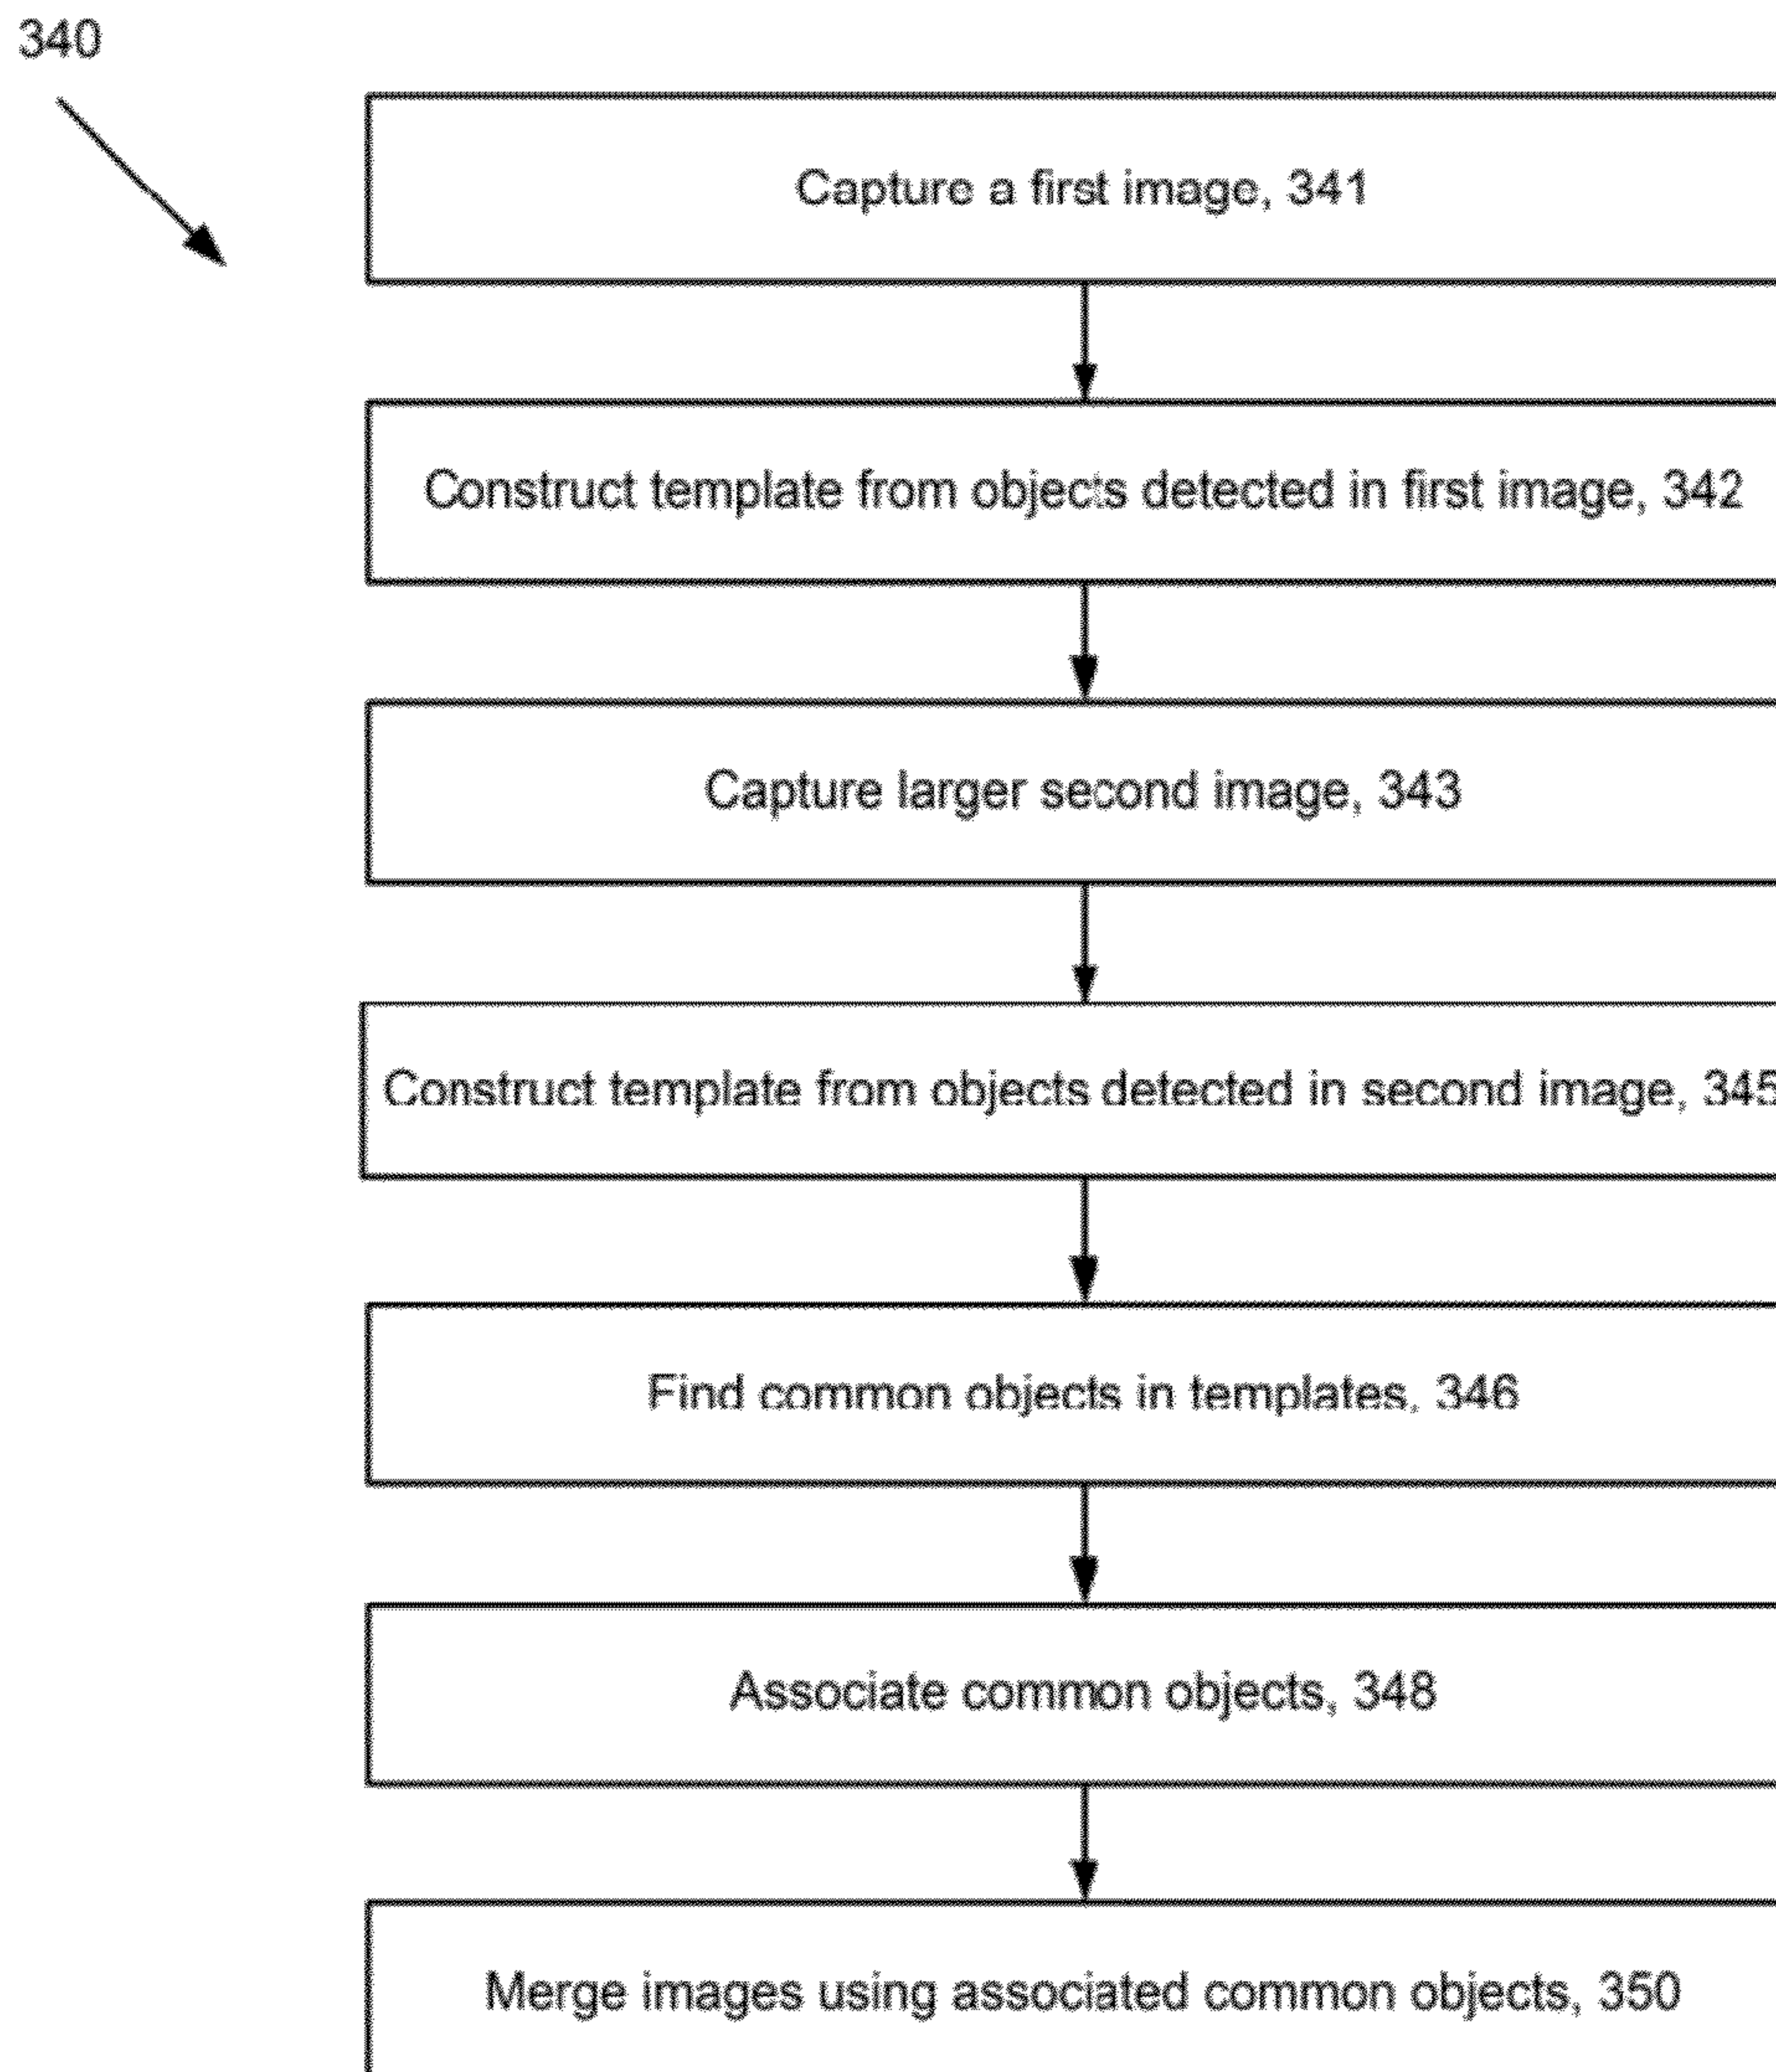 340
Capture a first image, 341
Construct template from objects detected in first image, 342
Capture larger second image, 343
Construct template from objects detected in second image, 345
Find common objects in templates, 346
Associate common objects, 348
Merge images using associated common objects, 350